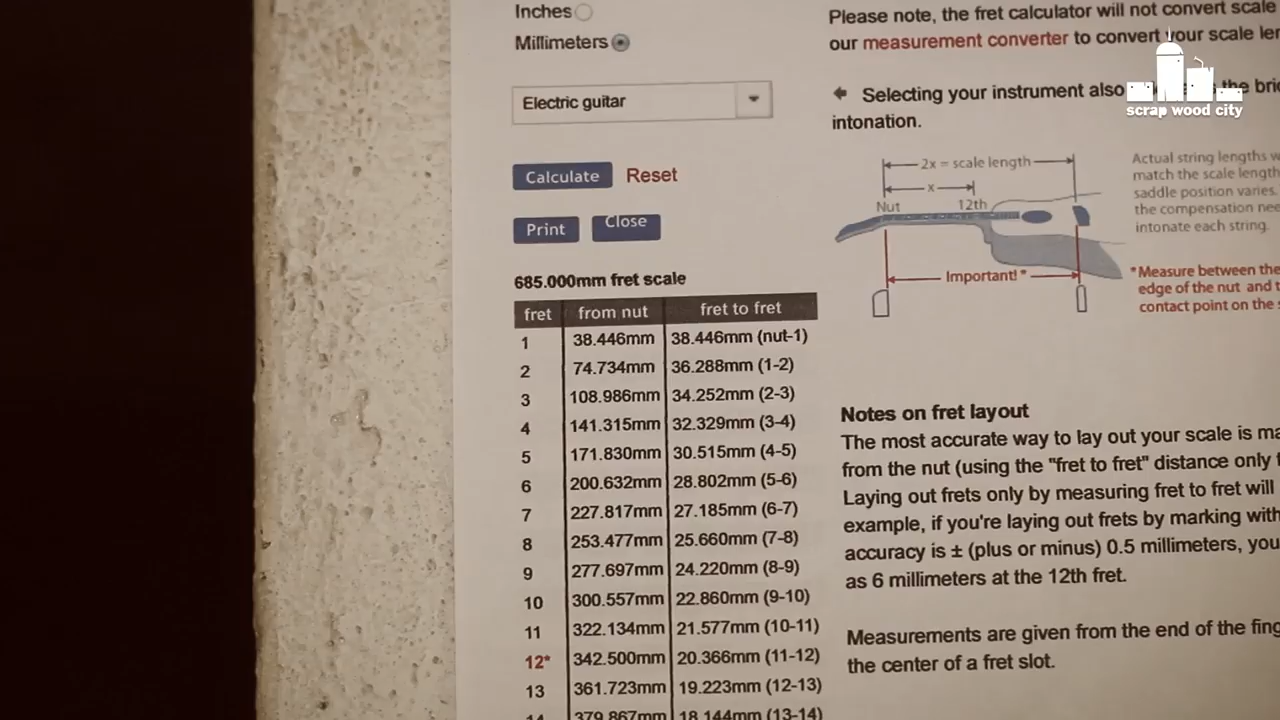 Inches
Millimeters
Electric guitar
Calculate Reset
Print Close
685.000mm fret scale
fret from nut fret to fret
1 38.446mm 38.446mm (nut-1)
2 74.734mm 36.288mm (1-2)
3 108.986mm 34.252mm (2-3)
4 141.315mm 32.329mm (3-4)
5 171.830mm 30.515mm (4-5)
6 200.632mm 28.802mm (5-6)
7 227.817mm 27.185mm (6-7)
8 253.477mm 25.660mm (7-8)
9 277.697mm 24.220mm (8-9)
10 300.557mm 22.860mm (9-10)
11 322.134mm 21.577mm (10-11)
12* 342.500mm 20.366mm (11-12)
13 361.723mm 19.223mm (12-13)
14 379.867mm 18.144mm (13-14)
Please note, the fret calculator will not convert scale
our measurement converter to convert your scale
scrap wood city
Selecting your instrument also the
intonation.
2x = scale length
x
Nut 12th
Important! *
Actual string lengths
match the scale length
saddle position varies,
the compensation
intonate each string.
*Measure between the
edge of the nut and
contact point on the
Notes on fret layout
The most accurate way to lay out your scale is
from the nut (using the "fret to fret" distance only
Laying out frets only by measuring fret to fret will
example, if you're laying out frets by marking with
accuracy is ± (plus or minus) 0.5 millimeters, you
as 6 millimeters at the 12th fret.
Measurements are given from the end of the
the center of a fret slot.